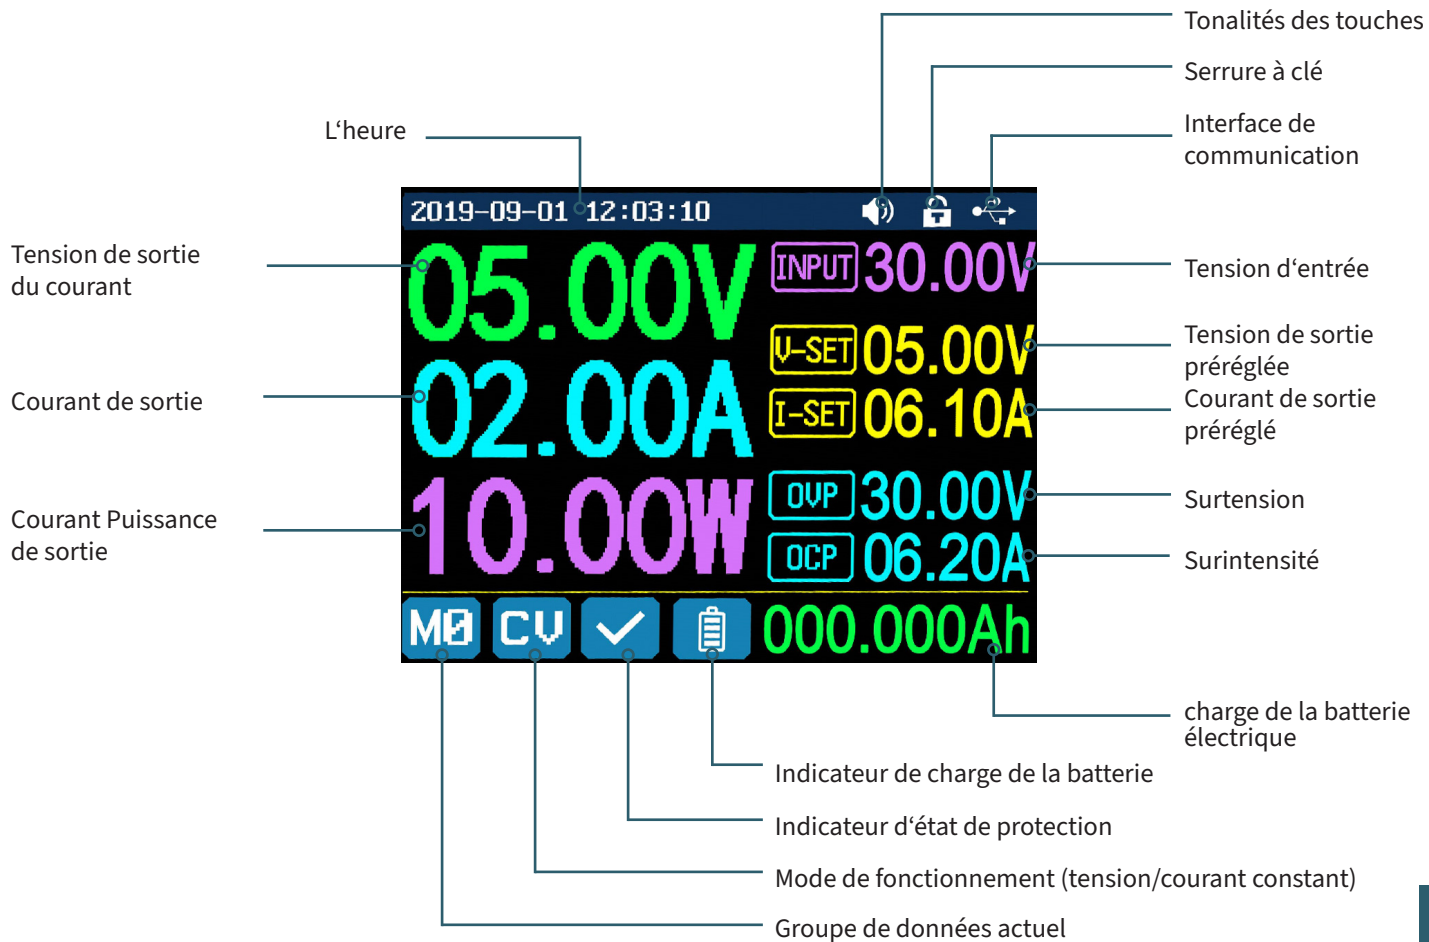 Tonalités des touches
Serrure à clé
Interface de
communication
L‘heure
2019-09-01 12:03:10
Tension de sortie
du courant
Courant de sortie
Courant Puissance
de sortie
05.00V
02.00A
10.00W
INPUT 30.00V
V-SET 05.00V
I-SET 06.10A
OVP 30.00V
OCP 06.20A
M0 CV 000.000Ah
Tension d‘entrée
Tension de sortie
préréglée
Courant de sortie
préréglé
Surtension
Surintensité
charge de la batterie
électrique
Indicateur de charge de la batterie
Indicateur d‘état de protection
Mode de fonctionnement (tension/courant constant)
Groupe de données actuel